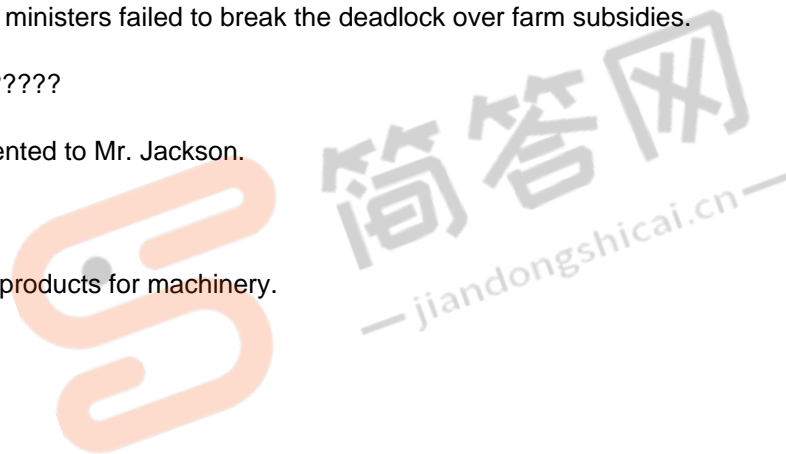 ministers failed to break the deadlock over farm subsidies.
?????
ented to Mr. Jackson.
简答网
jiandongshicai.cn
products for machinery.